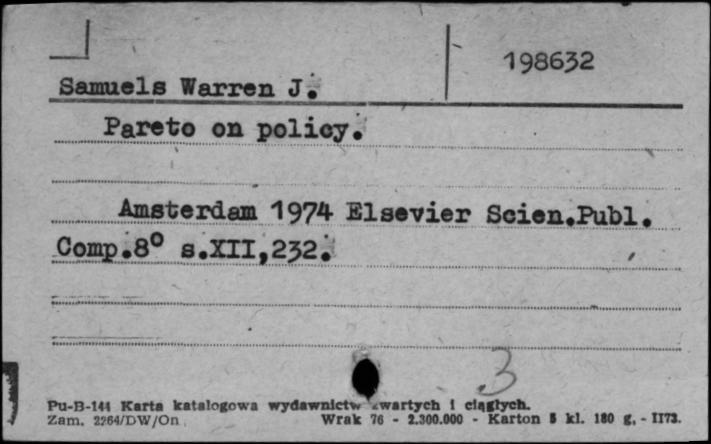 198632
Samuels Warren J.
Pareto on policy.
Amsterdam 1974 Elsevier Scien.Publ.
Comp.8° s.XII,232.
3
Pu-B-144 Karta katalogowa wydawnictw zwartych i ciągłych.
Zam. 2264/DW/On Wrak 76 - 2.300.000 - Karton 5 kl. 180 g. - II73.